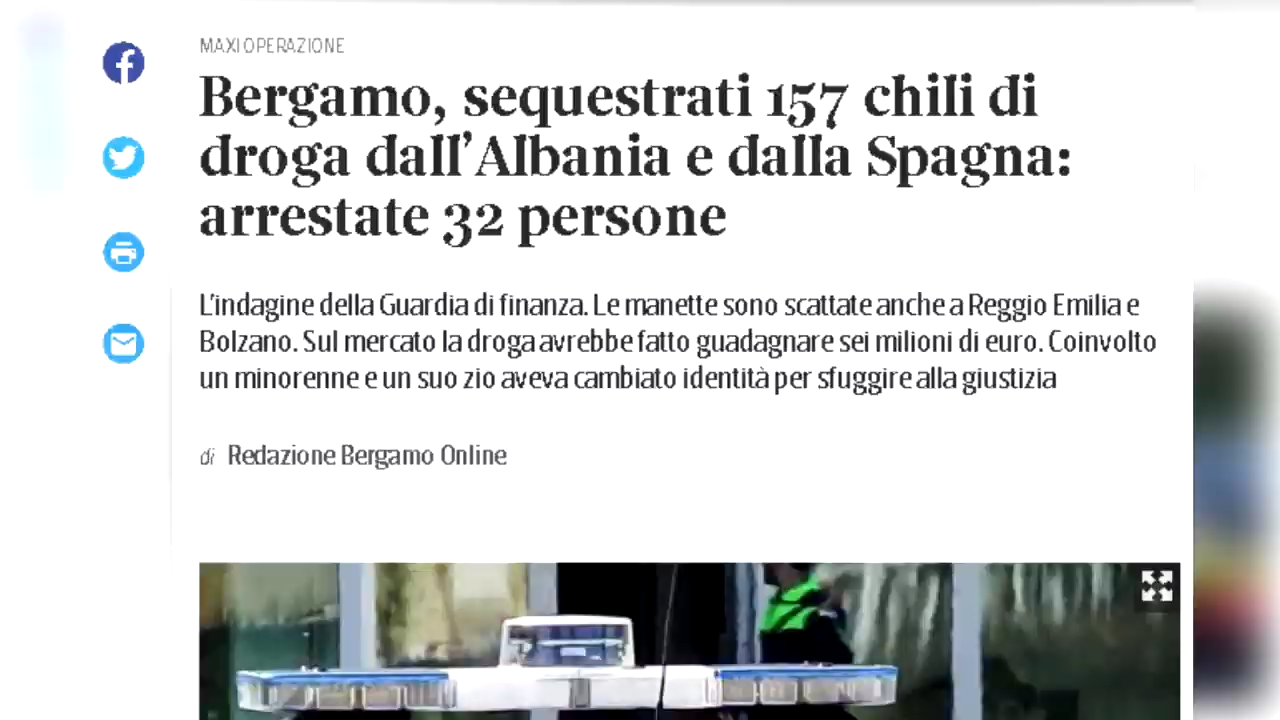 MAXI OPERAZIONE
Bergamo, sequestrati 157 chili di
droga dall'Albania e dalla Spagna:
arrestate 32 persone
L'indagine della Guardia di finanza. Le manette sono scattate anche a Reggio Emilia e
Bolzano. Sul mercato la droga avrebbe fatto guadagnare sei milioni di euro. Coinvolto
un minorenne e un suo zio aveva cambiato identità per sfuggire alla giustizia
di Redazione Bergamo Online